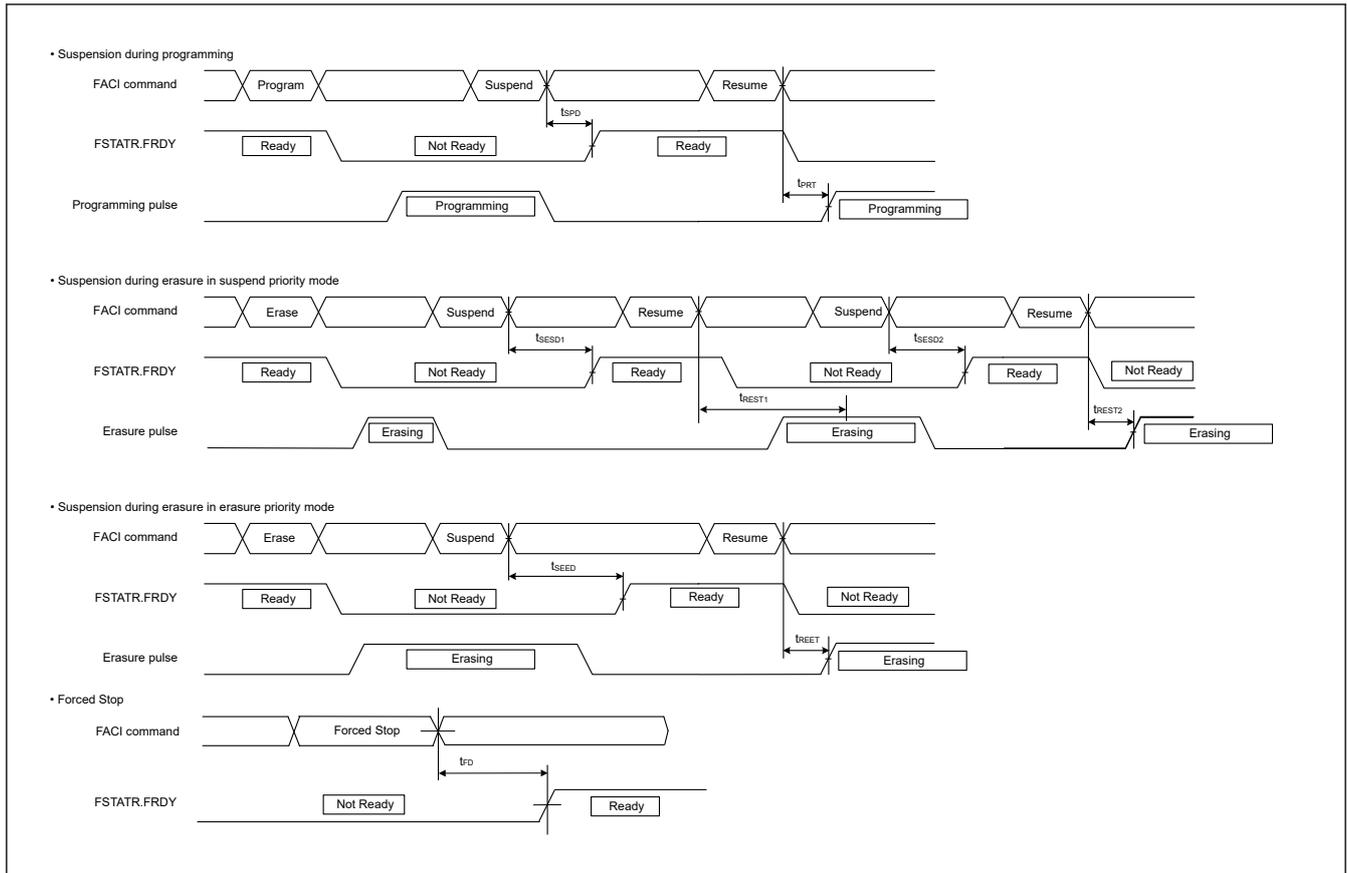 • Suspension during programming
FACI command
Program
Suspend
Resume
tSPD
FSTATR.FRDY
Ready
Not Ready
Ready
tPRT
Programming pulse
Programming
Programming
• Suspension during erasure in suspend priority mode
FACI command
Erase
Suspend
Resume
Suspend
Resume
tSESD1
tSESD2
FSTATR.FRDY
Ready
Not Ready
Ready
Not Ready
Ready
Not Ready
tREST1
tREST2
Erasure pulse
Erasing
Erasing
Erasing
• Suspension during erasure in erasure priority mode
FACI command
Erase
Suspend
Resume
tSEED
FSTATR.FRDY
Ready
Not Ready
Ready
Not Ready
tREET
Erasure pulse
Erasing
Erasing
• Forced Stop
FACI command
Forced Stop
tFD
FSTATR.FRDY
Not Ready
Ready